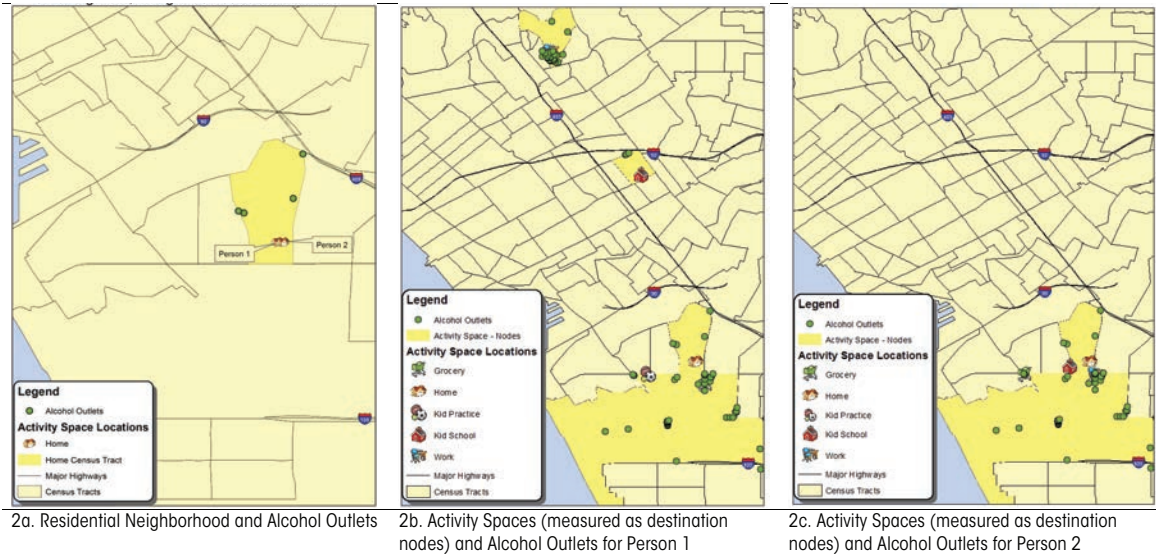 Person 1
Person 2
Legend
Alcohol Outlets
Activity Space Locations
Home
Home Census Tract
Major Highways
Census Tracts
2a. Residential Neighborhood and Alcohol Outlets
Legend
Alcohol Outlets
Activity Space - Nodes
Activity Space Locations
Grocery
Home
Kid Practice
Kid School
Work
Major Highways
Census Tracts
2b. Activity Spaces (measured as destination
nodes) and Alcohol Outlets for Person 1
Legend
Alcohol Outlets
Activity Space - Nodes
Activity Space Locations
Grocery
Home
Kid Practice
Kid School
Work
Major Highways
Census Tracts
2c. Activity Spaces (measured as destination
nodes) and Alcohol Outlets for Person 2